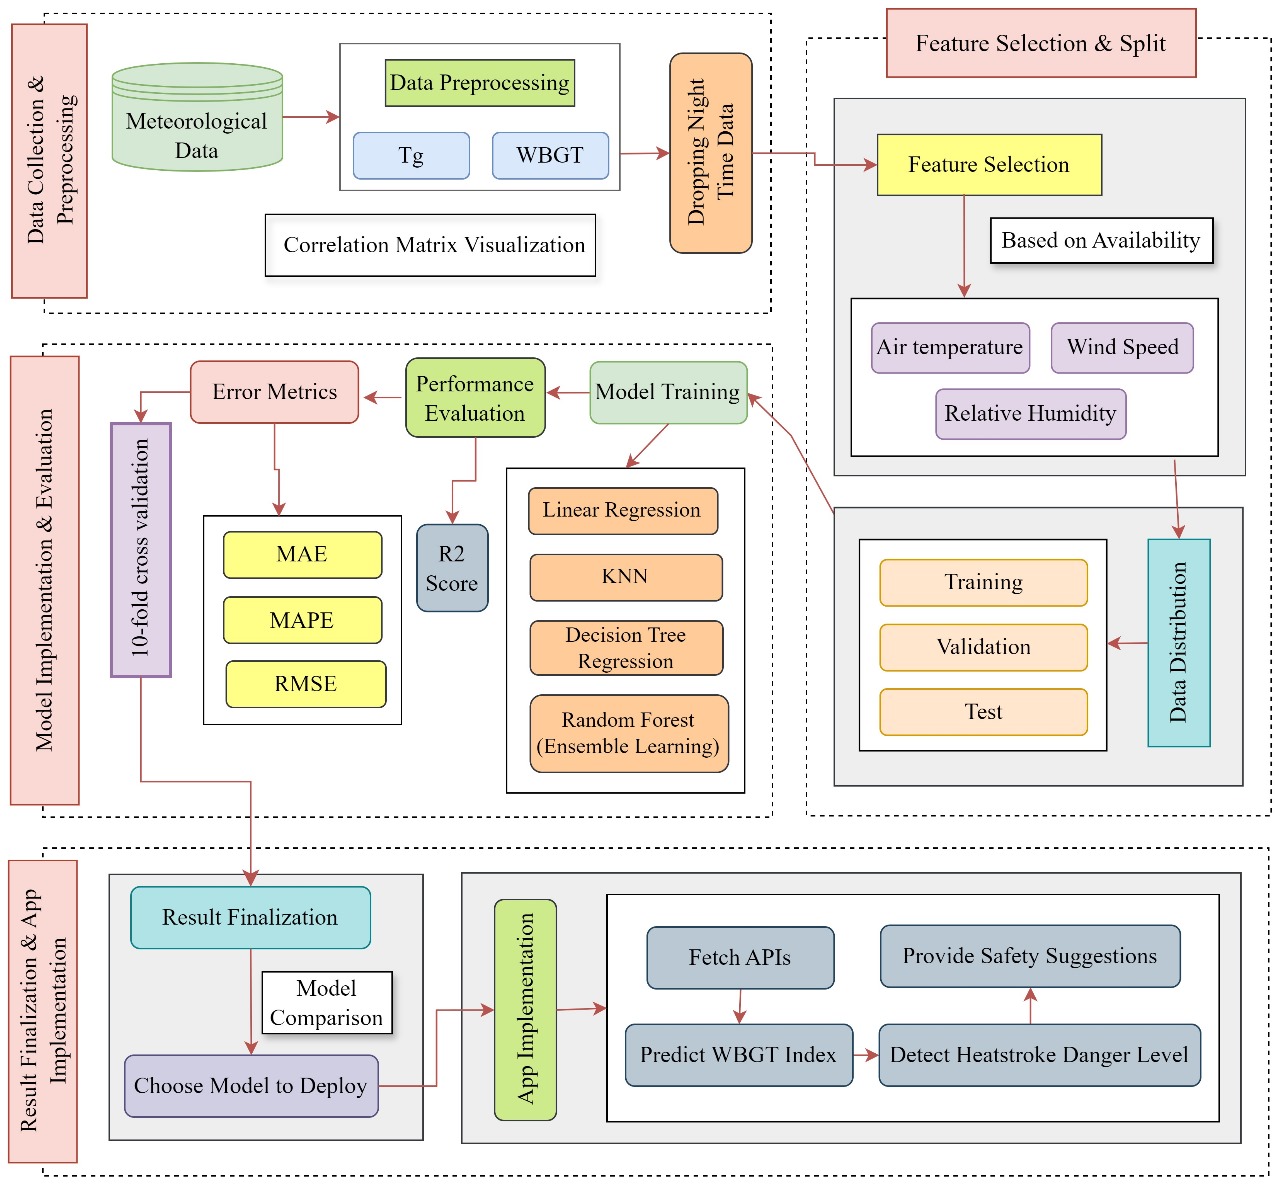 Data Collection &
Preprocessing
Meteorological
Data
Data Preprocessing
Tg
WBGT
Correlation Matrix Visualization
Dropping Night
Time Data
Feature Selection & Split
Feature Selection
Based on Availability
Air temperature
Wind Speed
Relative Humidity
Data Distribution
Training
Validation
Test
Model Implementation & Evaluation
Model Training
Linear Regression
KNN
Decision Tree
Regression
Random Forest
(Ensemble Learning)
Performance
Evaluation
R2
Score
Error Metrics
MAE
MAPE
RMSE
10-fold cross validation
Result Finalization & App
Implementation
Result Finalization
Model
Comparison
Choose Model to Deploy
App Implementation
Fetch APIs
Predict WBGT Index
Detect Heatstroke Danger Level
Provide Safety Suggestions